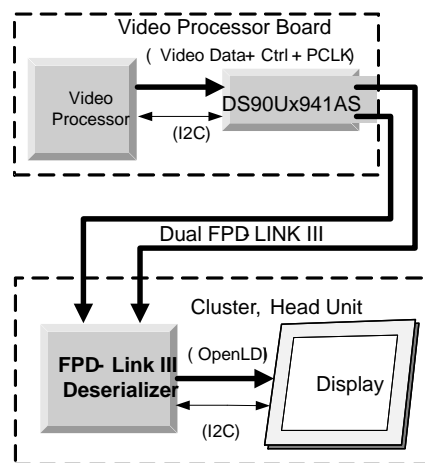 Video Processor Board
( Video Data+ Ctrl + PCLK)
Video
Processor
DS90Ux941AS
(I2C)
Dual FPD-LINK III
Cluster, Head Unit
FPD- Link III
Deserializer
( OpenLDI)
Display
(I2C)